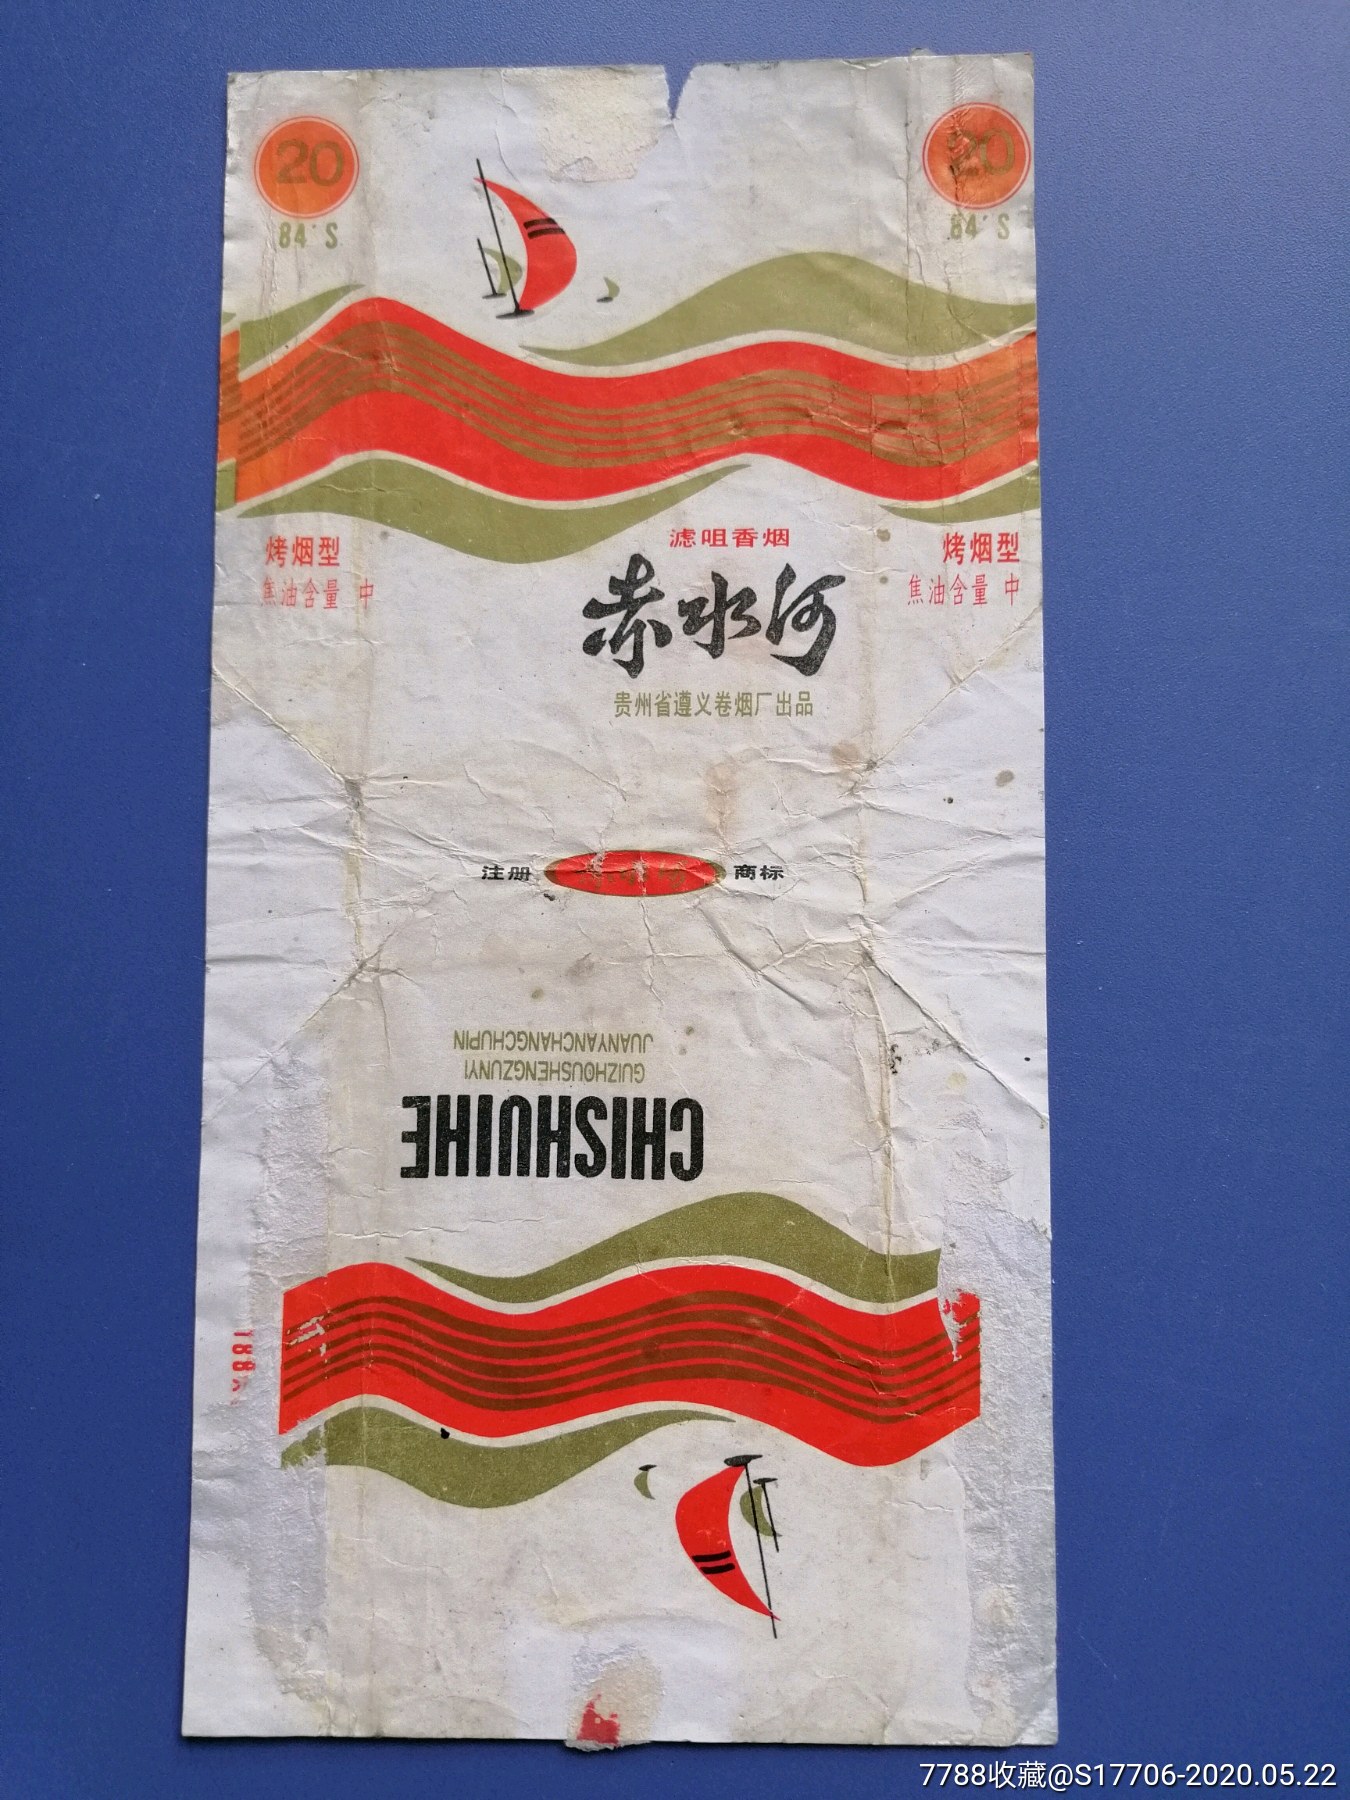 20
84'S
20
84'S
滤咀香烟
烤烟型
焦油含量 中
烤烟型
焦油含量 中
赤水河
贵州省遵义卷烟厂出品
注册
商标
CHISHUIHE
GUIZHOUSHENGZUNYI
JUANYANCHANGCHUPIN
7788收藏@S17706-2020.05.22